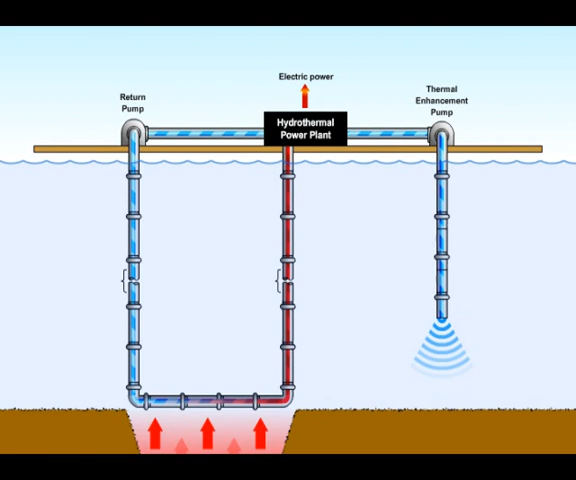 Electric power
Return
Pump
Hydrothermal
Power Plant
Thermal
Enhancement
Pump